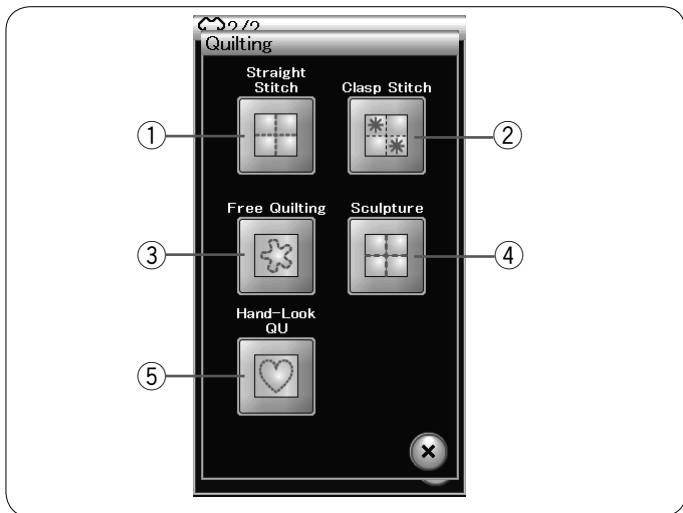 2/2
Quilting
Straight
Stitch
Clasp Stitch
① ②
Free Quilting Sculpture
③ ④
Hand-Look
QU
⑤